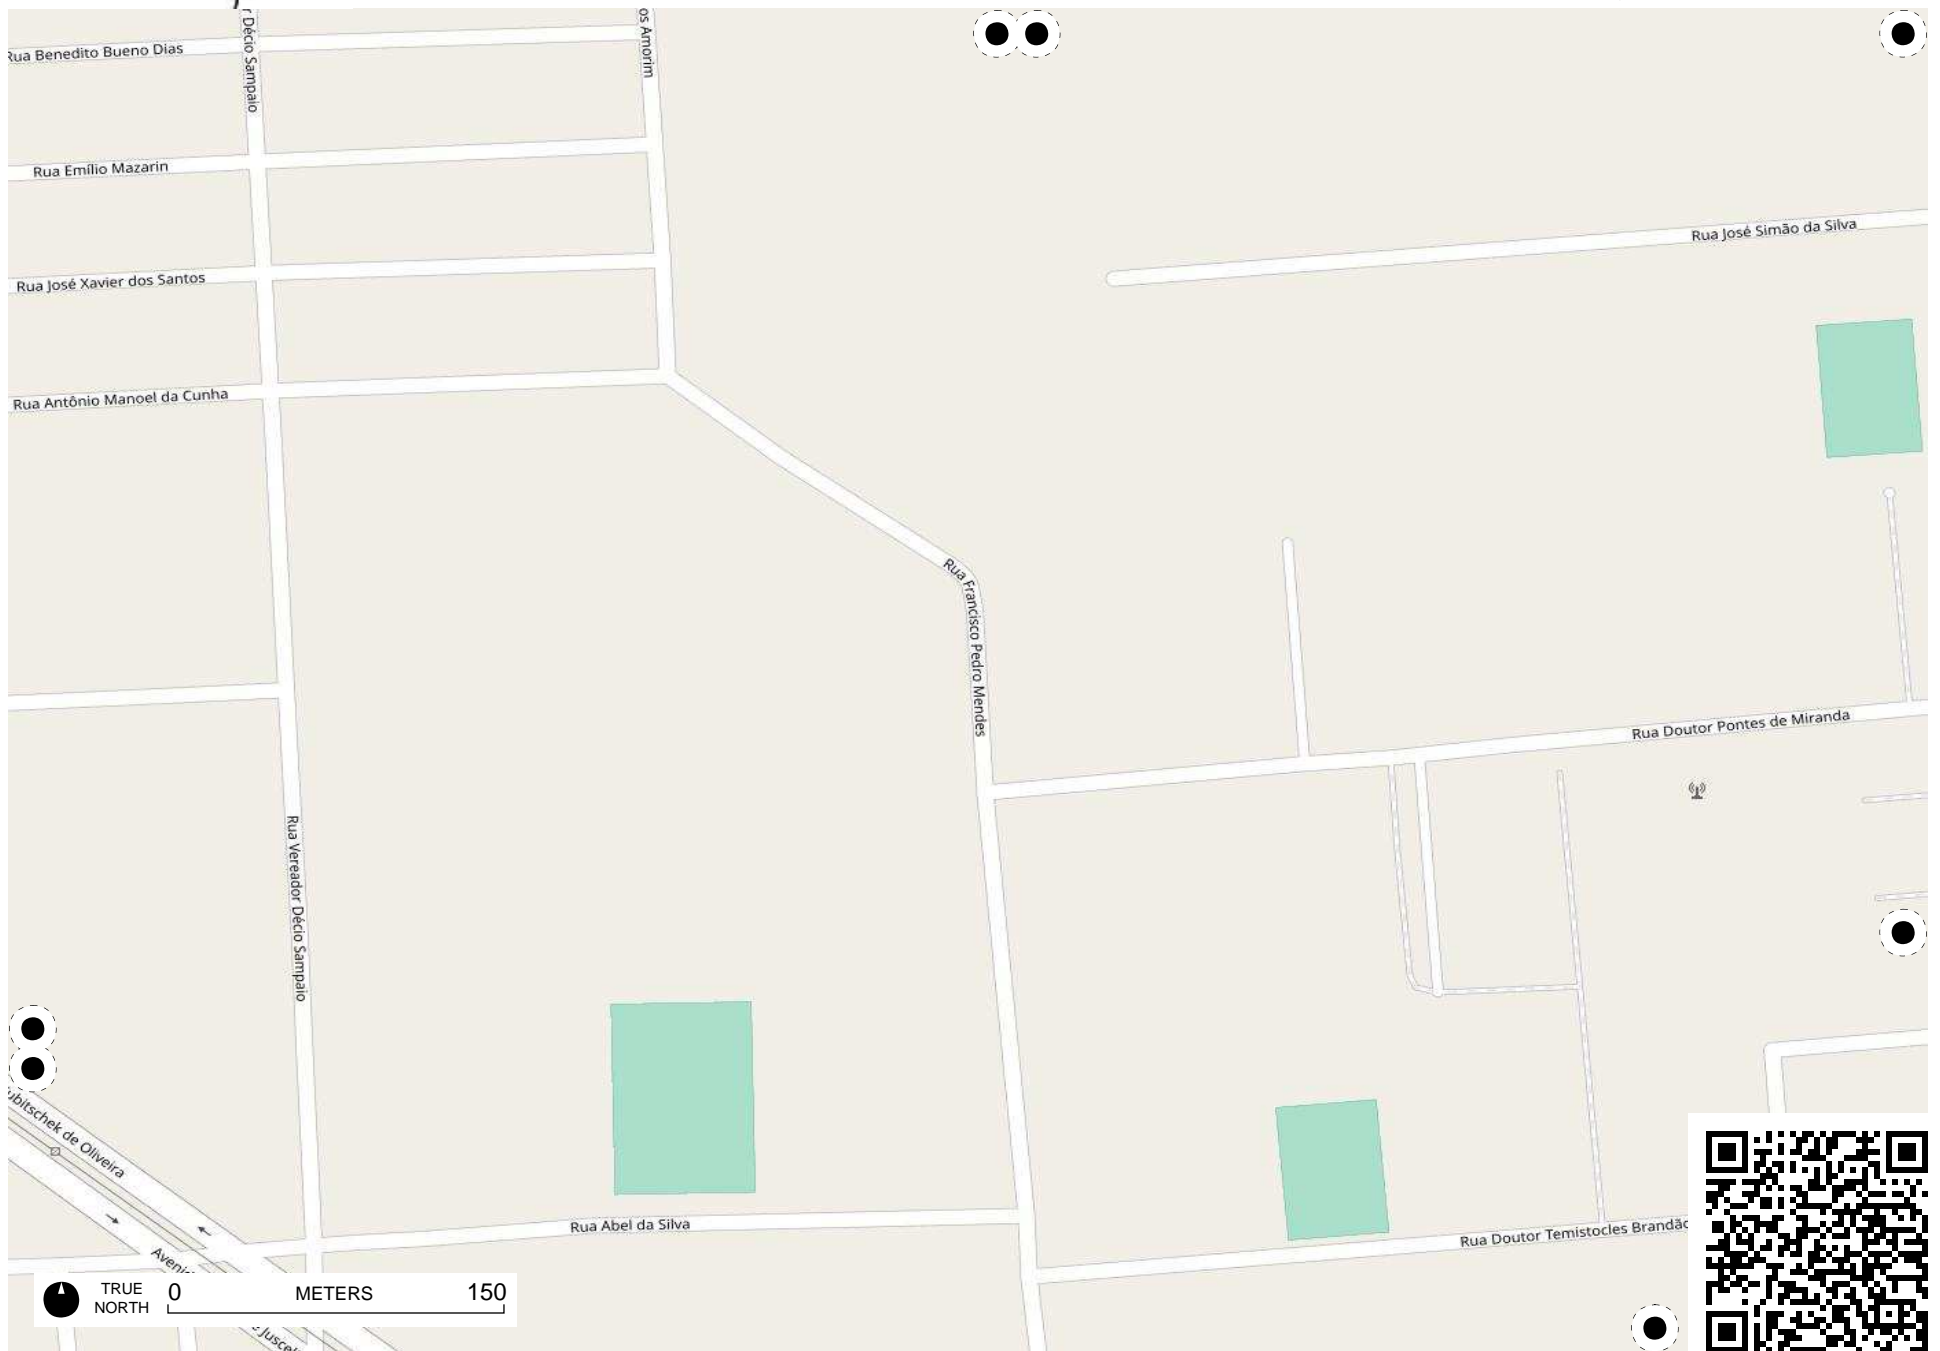 r Décio Sampaio
os Amorim
Rua Benedito Bueno Dias
Rua Emílio Mazarin
Rua José Simão da Silva
Rua José Xavier dos Santos
Rua Antônio Manoel da Cunha
Rua Francisco Pedro Mendes
Rua Doutor Pontes de Miranda
Rua Vereador Décio Sampaio
ubitschek de Oliveira
Rua Abel da Silva
Rua Doutor Temistocles Brandão
Aveni
TRUE NORTH
0 METERS 150
e Juscel